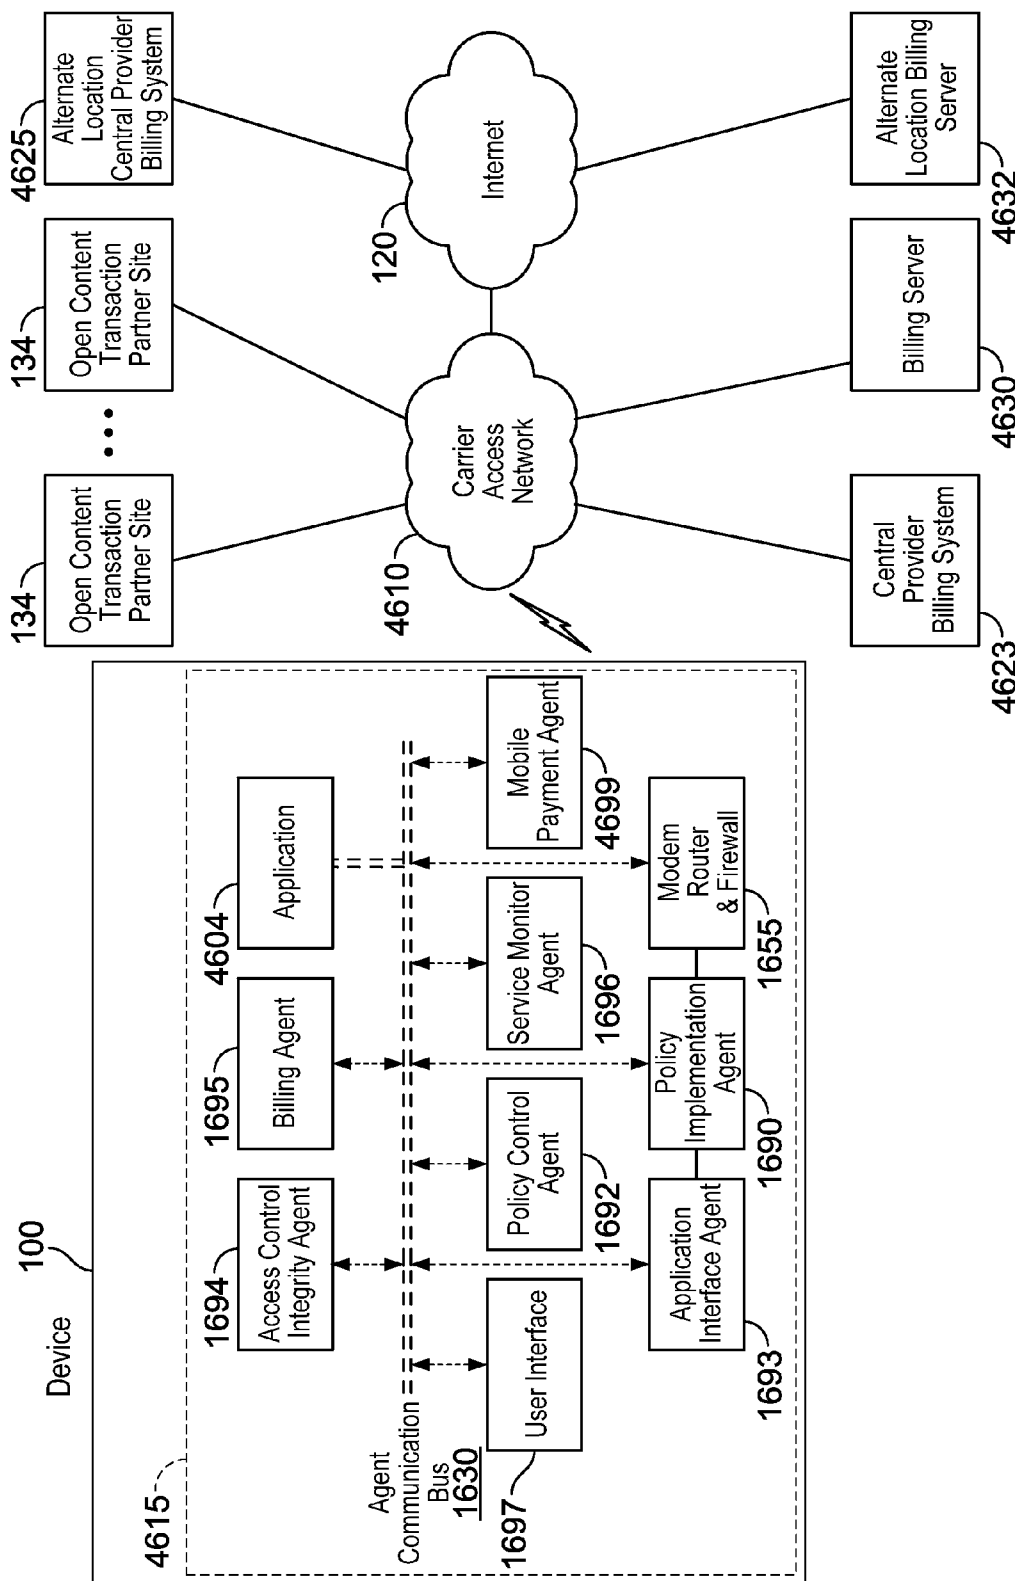 Device
100
4615
1694
Access Control
Integrity Agent
1695
Billing Agent
4604
Application
Agent
Communication
Bus
1630
User Interface
1697
Policy Control
Agent
1692
Service Monitor
Agent
1696
Mobile
Payment Agent
4699
Application
Interface Agent
1693
Policy
Implementation
Agent
1690
Modem
Router
& Firewall
1655
134
Open Content
Transaction
Partner Site
134
Open Content
Transaction
Partner Site
4625
Alternate
Location
Central Provider
Billing System
4610
Carrier
Access
Network
120
Internet
Central
Provider
Billing System
4623
Billing Server
4630
Alternate
Location Billing
Server
4632